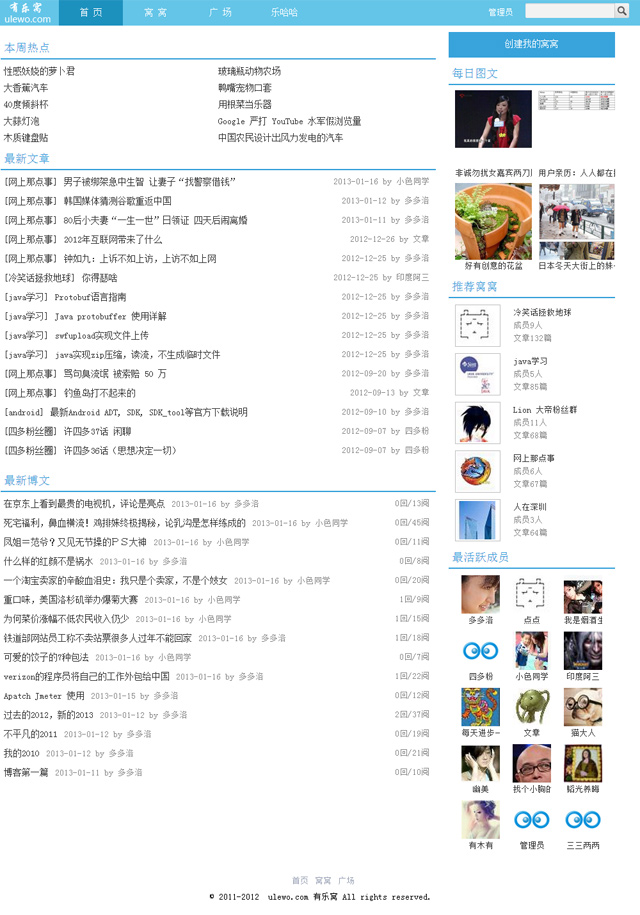 有乐窝
ulewo.com
首 页
窝 窝
广 场
乐哈哈
管理员
本周热点
性感妖娆的萝卜君
玻璃瓶动物农场
大香蕉汽车
鸭嘴宠物口套
40度倾斜杯
用根菜当乐器
大蒜灯泡
Google 严打 YouTube 水军假浏览量
木质键盘贴
中国农民设计出风力发电的汽车
最新文章
[网上那点事] 男子被绑架急中生智 让妻子“找警察借钱” 2013-01-16 by 小色同学
[网上那点事] 韩国媒体猜测谷歌重返中国 2013-01-12 by 多多洛
[网上那点事] 80后小夫妻“一生一世”日领证 四天后闹离婚 2013-01-11 by 多多洛
[网上那点事] 2012年互联网带来了什么 2012-12-26 by 文章
[网上那点事] 钟如九：上诉不如上访，上访不如上网 2012-12-25 by 多多洛
[冷笑话拯救地球] 你得瑟啥 2012-12-25 by 印度阿三
[java学习] Protobuf语言指南 2012-12-25 by 多多洛
[java学习] Java protobuffer 使用详解 2012-12-25 by 多多洛
[java学习] swfupload实现文件上传 2012-12-25 by 多多洛
[java学习] java实现zip压缩，读浇，不生成临时文件 2012-12-25 by 多多洛
[网上那点事] 骂句臭流氓 被索赔 50 万 2012-09-20 by 多多洛
[网上那点事] 钓鱼岛打不起来的 2012-09-13 by 文章
[android] 最新Android ADT, SDK, SDK_tool等官方下载说明 2012-09-10 by 多多洛
[四多粉丝圈] 许四多37话 闲聊 2012-09-07 by 四多粉
[四多粉丝圈] 许四多36话（思想决定一切） 2012-09-07 by 四多粉
最新博文
在京东上看到最贵的电视机，评论是亮点 2013-01-16 by 多多洛 0回/13阅
死宅福利，鼻血横流！鸡排妹终极揭秘，论乳沟是怎样练成的 2013-01-16 by 小色同学 0回/45阅
凤姐=范爷？又见无节操的ＰＳ大神 2013-01-16 by 小色同学 0回/11阅
什么样的红颜不是祸水 2013-01-16 by 多多洛 0回/8阅
一个淘宝卖家的辛酸血泪史：我只是个卖家，不是个妓女 2013-01-16 by 小色同学 0回/20阅
重口味，美国洛杉矶举办爆菊大赛 2013-01-16 by 小色同学 1回/9阅
为何菜价涨幅不低农民收入仍少 2013-01-16 by 小色同学 1回/15阅
铁道部网站员工称不卖站票很多人过年不能回家 2013-01-16 by 多多洛 1回/18阅
可爱的饺子的7种包法 2013-01-16 by 小色同学 0回/7阅
verizon的程序员将自己的工作外包给中国 2013-01-16 by 多多洛 1回/22阅
Apatch Jmeter 使用 2013-01-15 by 多多洛 0回/12阅
过去的2012，新的2013 2013-01-12 by 多多洛 2回/37阅
不平凡的2011 2013-01-12 by 多多洛 0回/19阅
我的2010 2013-01-12 by 多多洛 0回/21阅
博客第一篇 2013-01-11 by 多多洛 0回/10阅
创建我的窝窝
每日图文
非诚勿扰女嘉宾两刀
用户亲历：人人都在
好有创意的花盆
日本冬天大街上的妹
推荐窝窝
冷笑话拯救地球
成员9人
文章132篇
java学习
成员5人
文章85篇
Lion 大帝粉丝群
成员11人
文章68篇
网上那点事
成员6人
文章67篇
人在深圳
成员3人
文章64篇
最活跃成员
多多洛
点点
我是烟酒生
四多粉
小色同学
印度阿三
每天进步一
文章
猫大人
幽美
找个小胸的
韬光养晦
有木有
管理员
三三两两
首页 窝窝 广场
© 2011-2012 ulewo.com 有乐窝 All rights reserved.